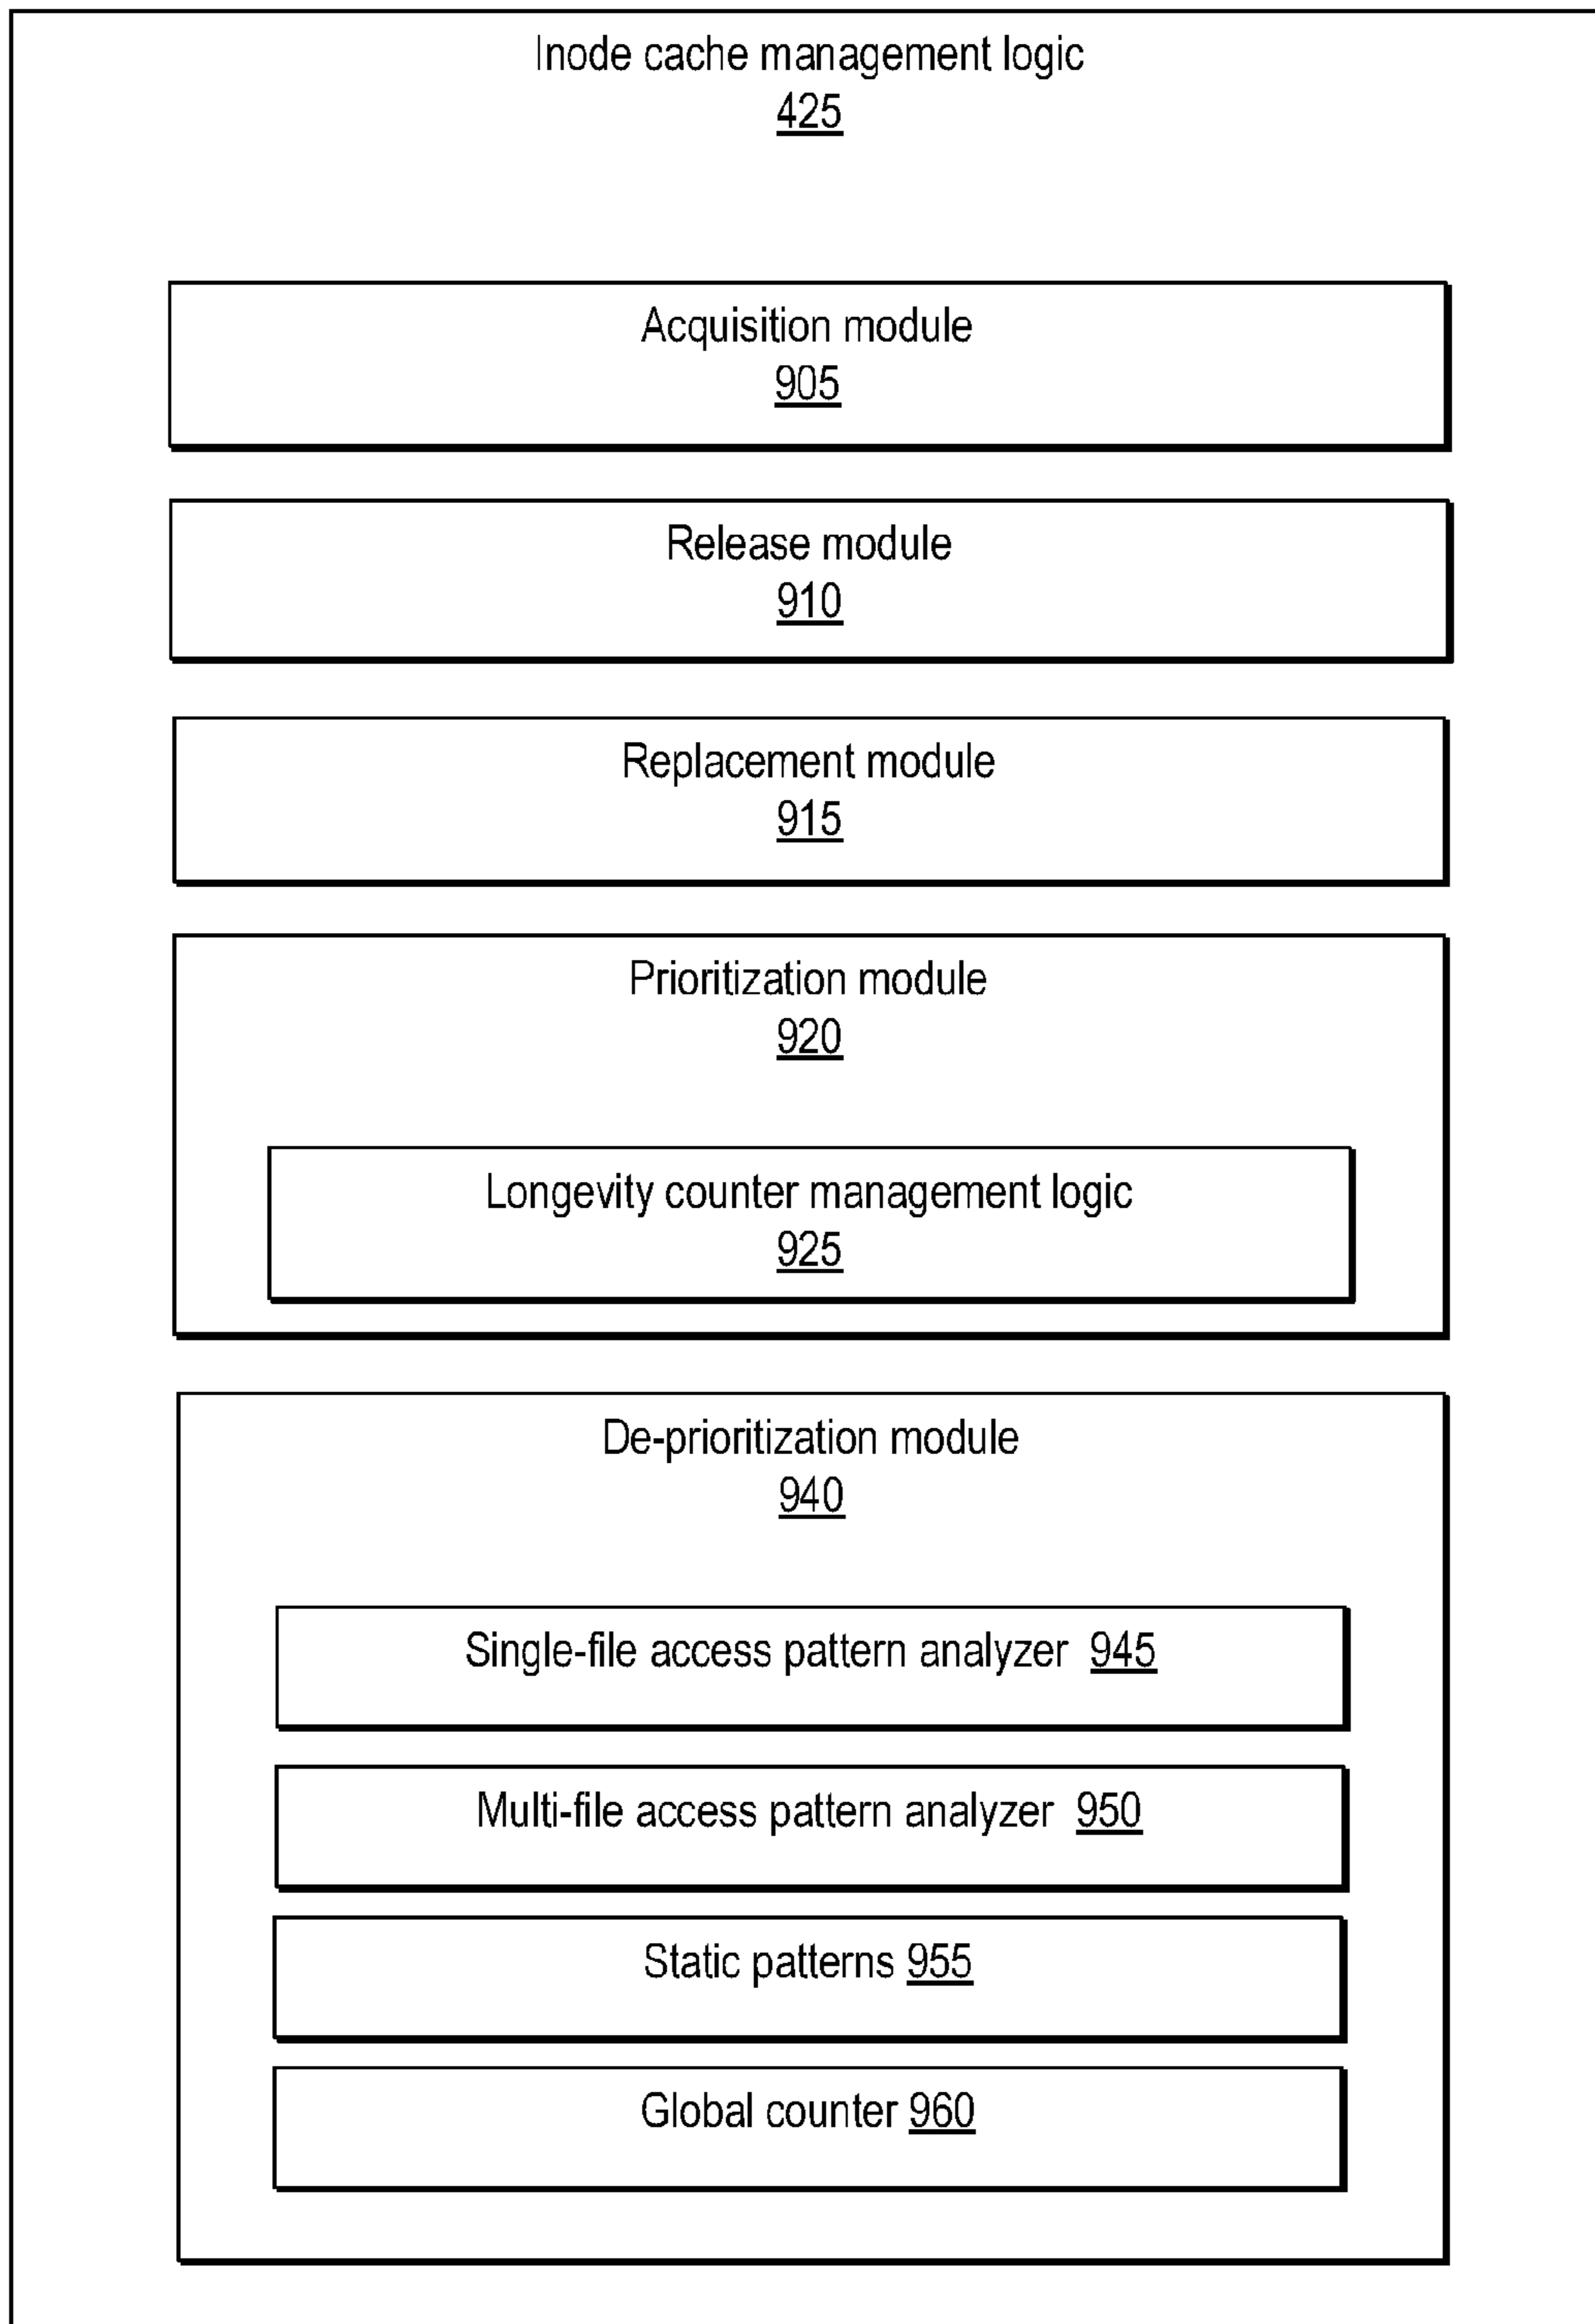 Inode cache management logic
425
Acquisition module
905
Release module
910
Replacement module
915
Prioritization module
920
Longevity counter management logic
925
De-prioritization module
940
Single-file access pattern analyzer 945
Multi-file access pattern analyzer 950
Static patterns 955
Global counter 960